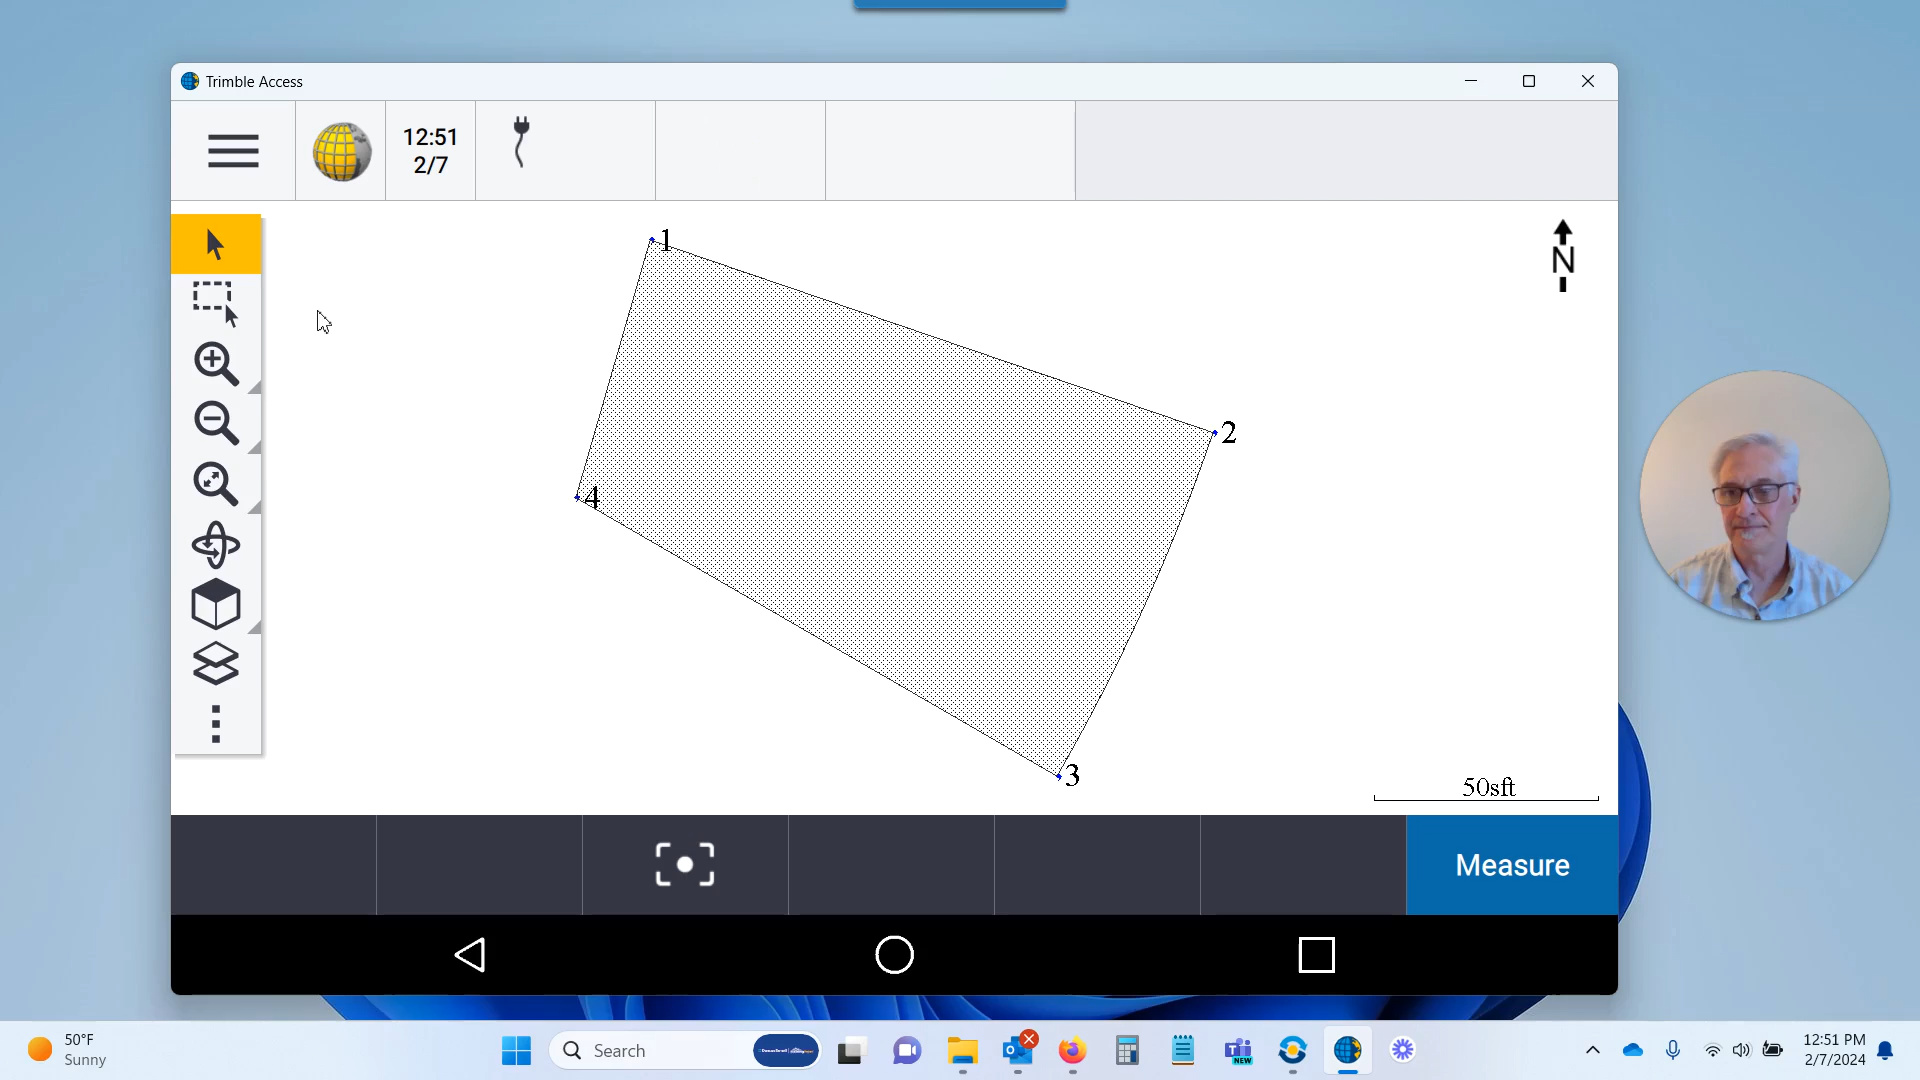 Trimble Access
12:51
2/7
1
N
2
4
3
50sft
Measure
50°F
Sunny
Search
NEW
12:51 PM
2/7/2024